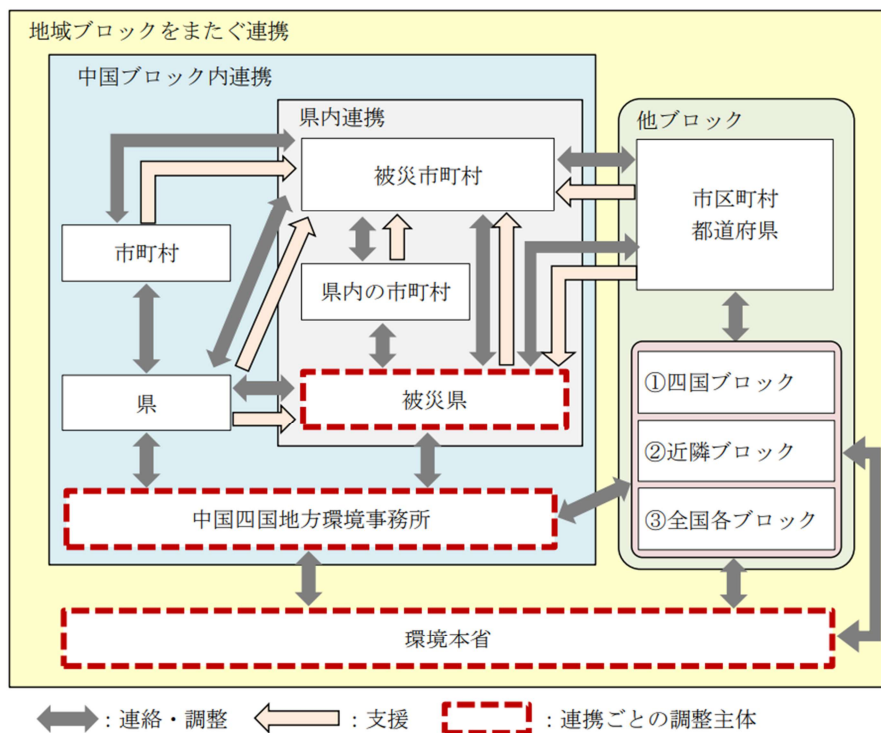 地域ブロックをまたぐ連携
中国ブロック内連携
県内連携
他ブロック
被災市町村
市区町村
都道府県
市町村
県内の市町村
県
被災県
①四国ブロック
②近隣ブロック
③全国各ブロック
中国四国地方環境事務所
環境本省
:連絡・調整
:支援
:連携ごとの調整主体